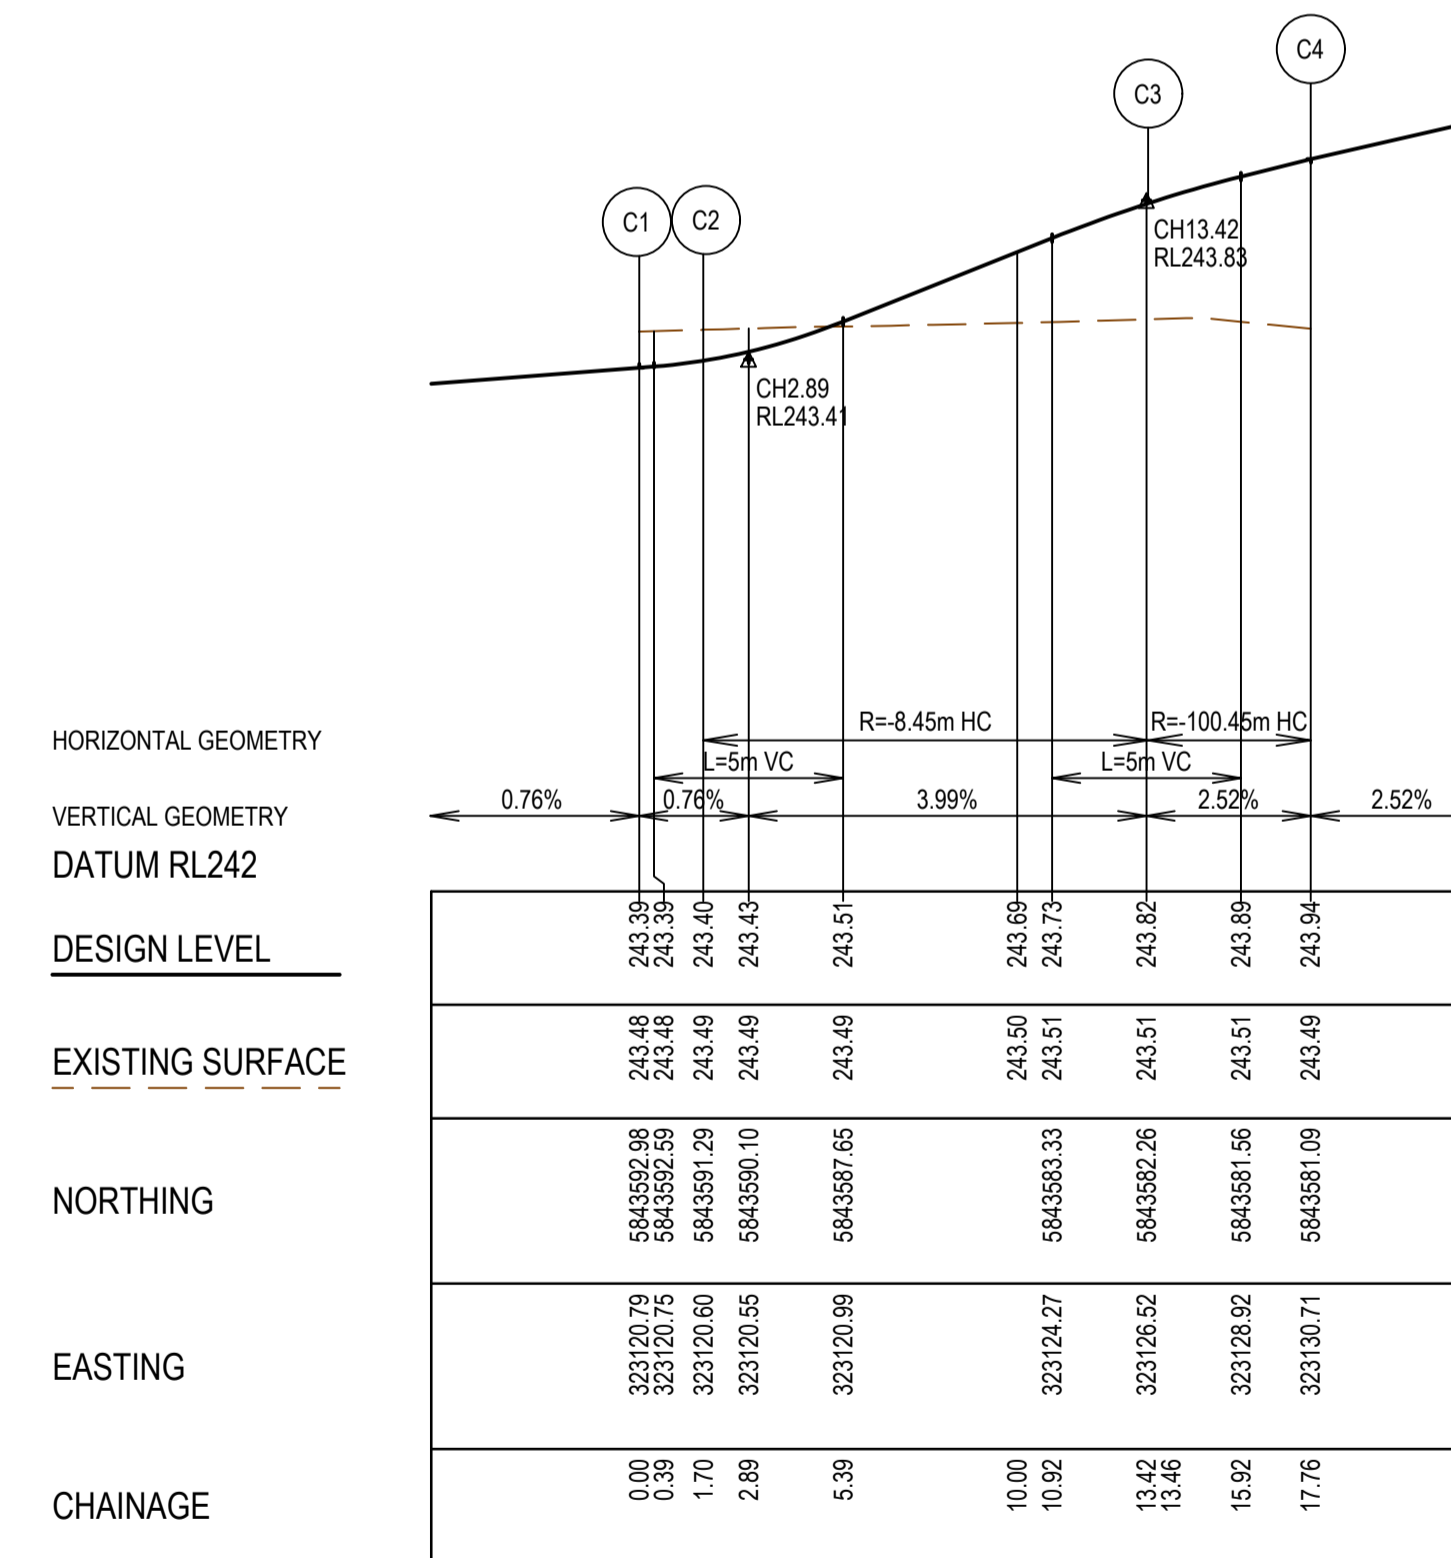 C4
C3
C1
C2
CH13.42
RL243.83
CH2.89
RL243.41
HORIZONTAL GEOMETRY
R=-8.45m HC
R=-100.45m HC
L=5m VC
L=5m VC
VERTICAL GEOMETRY
0.76%
0.76%
3.99%
2.52%
2.52%
DATUM RL242
DESIGN LEVEL
243.39
243.39
243.40
243.43
243.51
243.69
243.73
243.82
243.89
243.94
EXISTING SURFACE
243.48
243.48
243.49
243.49
243.49
243.50
243.51
243.51
243.51
243.49
NORTHING
5843592.98
5843592.59
5843591.29
5843590.10
5843587.65
5843583.33
5843582.26
5843581.56
5843581.09
EASTING
323120.79
323120.75
323120.60
323120.55
323120.99
323124.27
323126.52
323128.92
323130.71
CHAINAGE
0.00
0.39
1.70
2.89
5.39
10.00
10.92
13.42
13.46
15.92
17.76